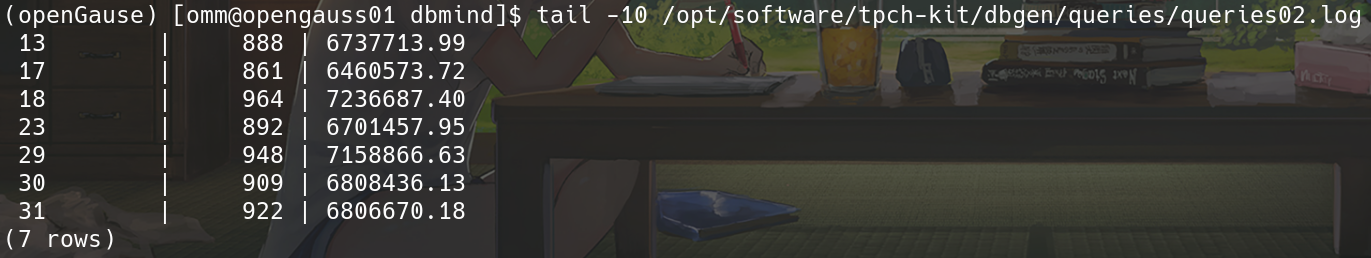 (openGause) [omm@opengauss01 dbmind]$ tail -10 /opt/software/tpch-kit/dbgen/queries/queries02.log
 13         |     888 | 6737713.99
 17         |     861 | 6460573.72
 18         |     964 | 7236687.40
 23         |     892 | 6701457.95
 29         |     948 | 7158866.63
 30         |     909 | 6808436.13
 31         |     922 | 6806670.18
(7 rows)